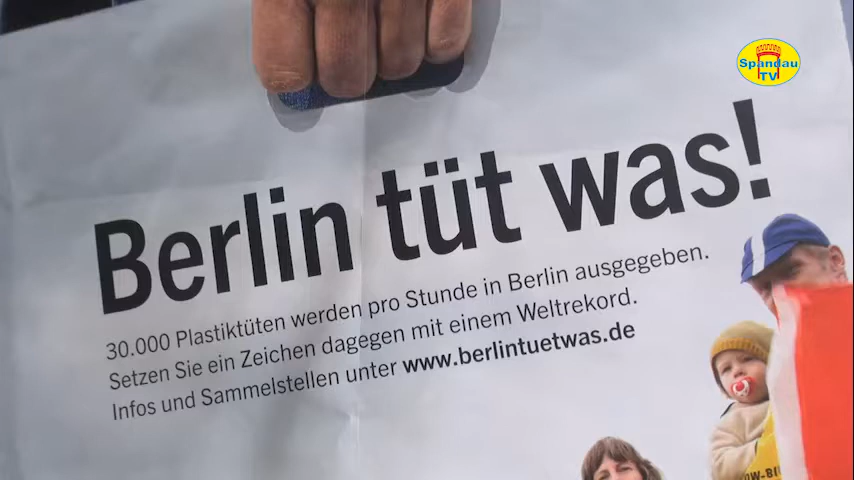 Spandau
TV
Berlin tüt was!
30.000 Plastiktüten werden pro Stunde in Berlin ausgegeben.
Setzen Sie ein Zeichen dagegen mit einem Weltrekord.
Infos und Sammelstellen unter www.berlintuetwas.de